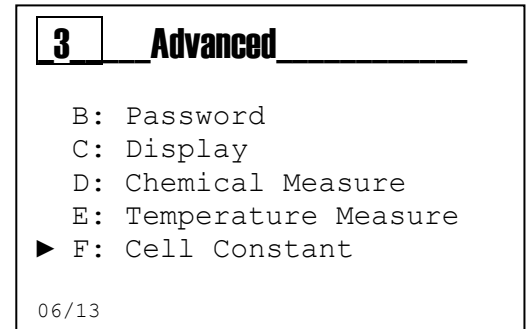 3 Advanced
B: Password
C: Display
D: Chemical Measure
E: Temperature Measure
► F: Cell Constant
06/13